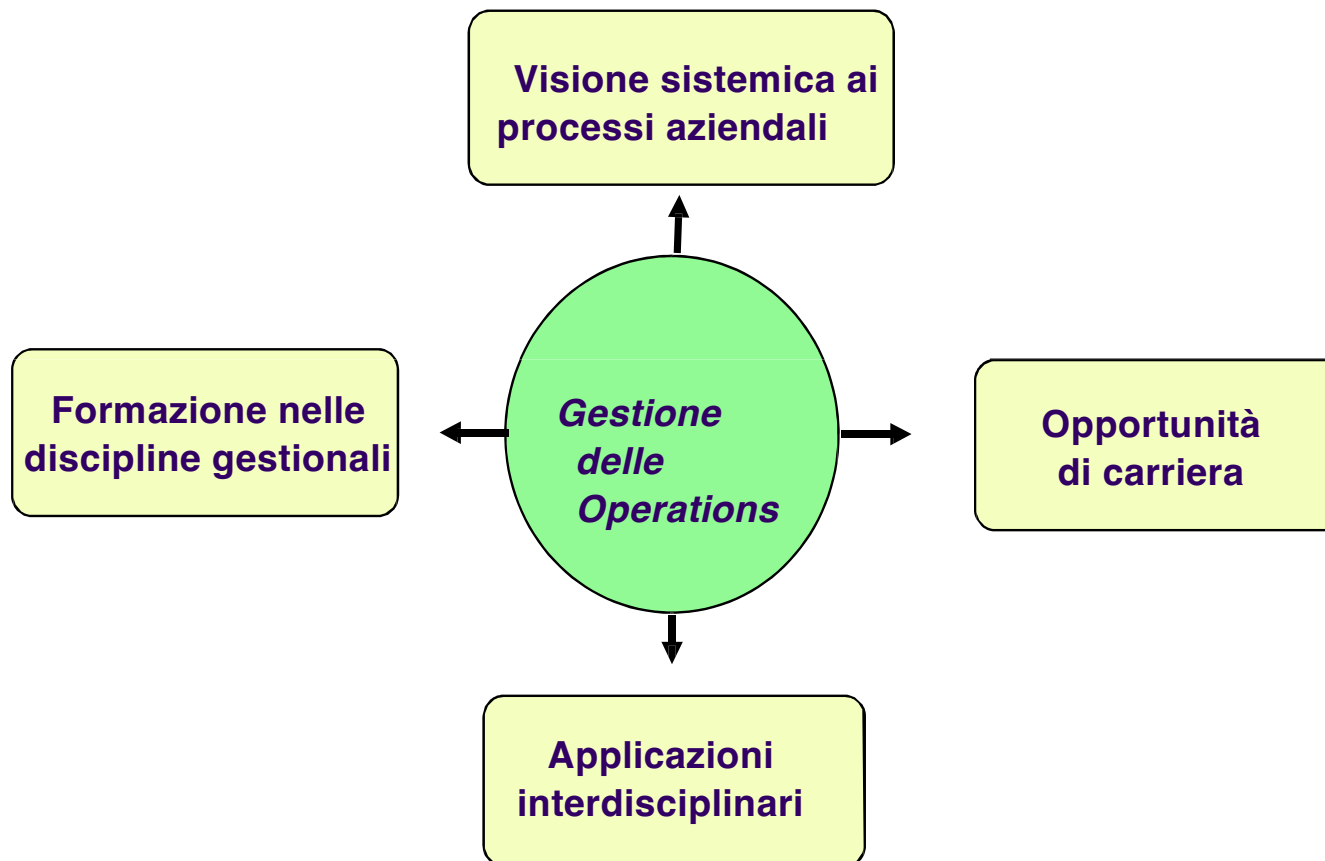 Visione sistemica ai
processi aziendali
Formazione nelle
discipline gestionali
Gestione
delle
Operations
Opportunità
di carriera
Applicazioni
interdisciplinari